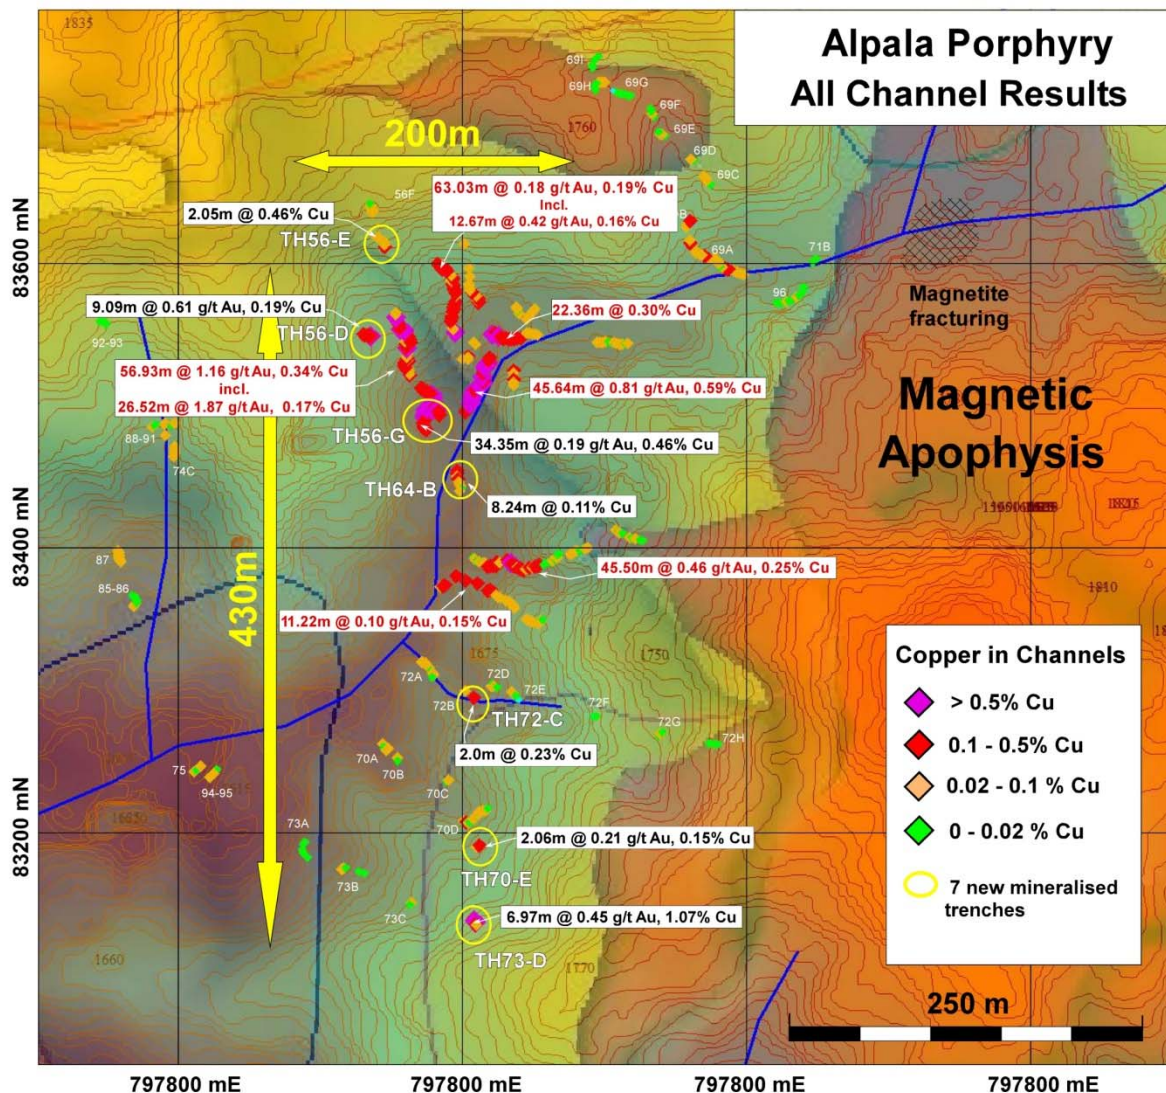 1835
Alpala Porphyry
All Channel Results
69I
69H
69G
69F
1760
69E
69D
69C
200m
63.03m @ 0.18 g/t Au, 0.19% Cu
Incl.
12.67m @ 0.42 g/t Au, 0.16% Cu
56F
2.05m @ 0.46% Cu
TH56-E
69A
71B
83600 mN
96
Magnetite
fracturing
9.09m @ 0.61 g/t Au, 0.19% Cu
TH56-D
92-93
22.36m @ 0.30% Cu
56.93m @ 1.16 g/t Au, 0.34% Cu
incl.
26.52m @ 1.87 g/t Au, 0.17% Cu
45.64m @ 0.81 g/t Au, 0.59% Cu
Magnetic
Apophysis
88-91
74C
TH56-G
34.35m @ 0.19 g/t Au, 0.46% Cu
TH64-B
8.24m @ 0.11% Cu
1815
83400 mN
87
85-86
430m
45.50m @ 0.46 g/t Au, 0.25% Cu
1810
11.22m @ 0.10 g/t Au, 0.15% Cu
1675
1750
72A
72B
72D
72E
TH72-C
72F
72G
72H
2.0m @ 0.23% Cu
70A
70B
70C
75
94-95
83200 mN
73A
70D
2.06m @ 0.21 g/t Au, 0.15% Cu
TH70-E
73B
73C
6.97m @ 0.45 g/t Au, 1.07% Cu
TH73-D
1660
1770
Copper in Channels
> 0.5% Cu
0.1 - 0.5% Cu
0.02 - 0.1 % Cu
0 - 0.02 % Cu
7 new mineralised
trenches
250 m
797800 mE
797800 mE
797800 mE
797800 mE